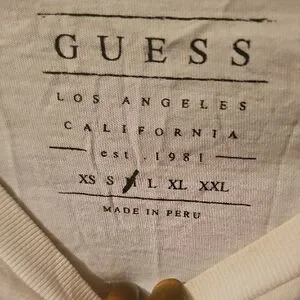 GUESS
LOS ANGELES
CALIFORNIA
est. 1981
XS S M L XL XXL
MADE IN PERU